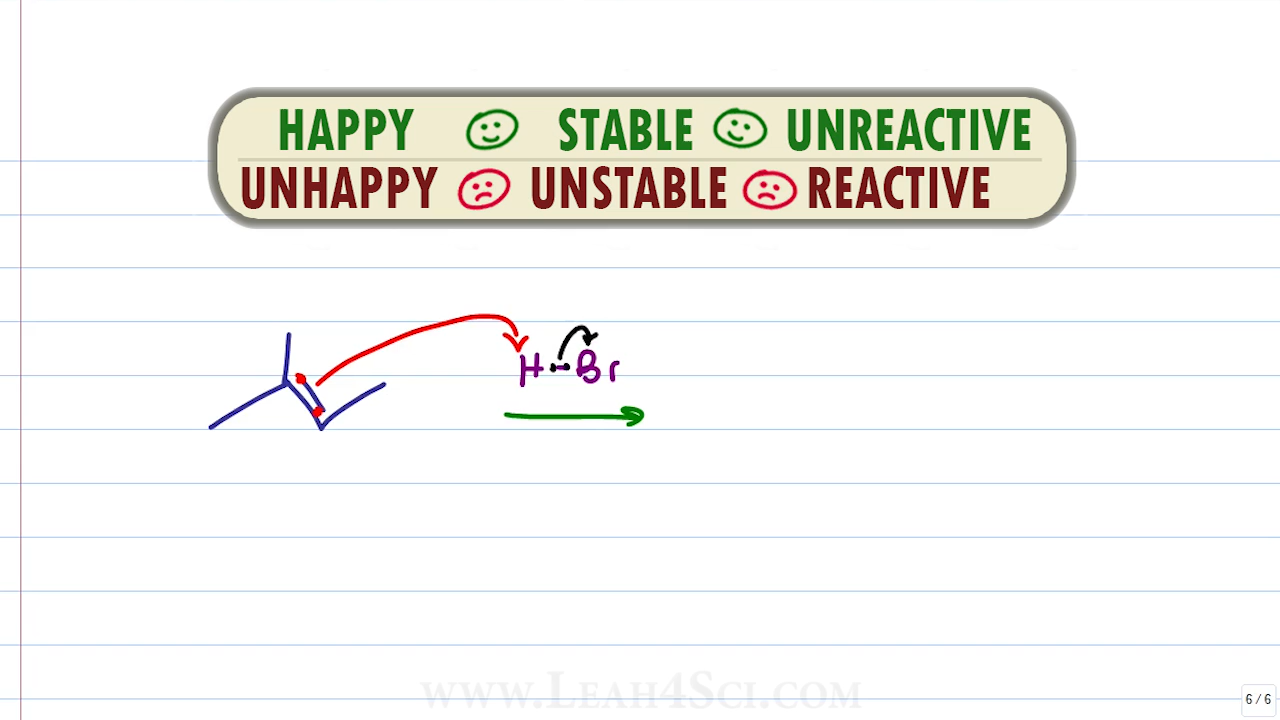 HAPPY STABLE UNREACTIVE
UNHAPPY UNSTABLE REACTIVE
H-Br
www.Leah4Sci.com
6/6